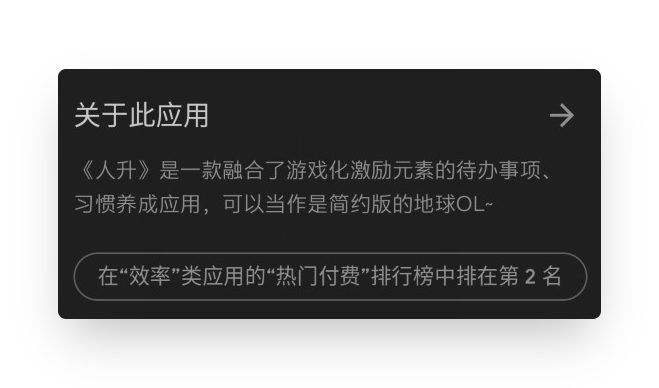 关于此应用
《人升》是一款融合了游戏化激励元素的待办事项、
习惯养成应用，可以当作是简约版的地球OL~
在“效率”类应用的“热门付费”排行榜中排在第 2 名